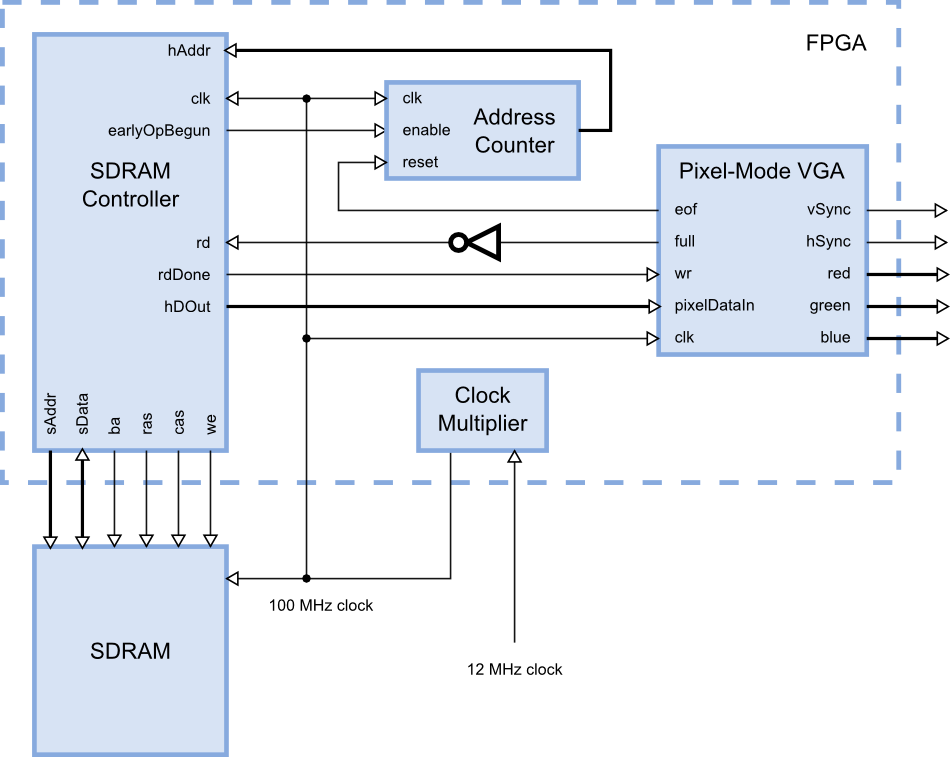 FPGA
hAddr
clk
earlyOpBegun
SDRAM
Controller
rd
rdDone
hDOut
sAddr
sData
ba
ras
cas
we
clk
enable
reset
Address
Counter
Pixel-Mode VGA
eof
full
wr
pixelDataIn
clk
vSync
hSync
red
green
blue
Clock
Multiplier
SDRAM
100 MHz clock
12 MHz clock